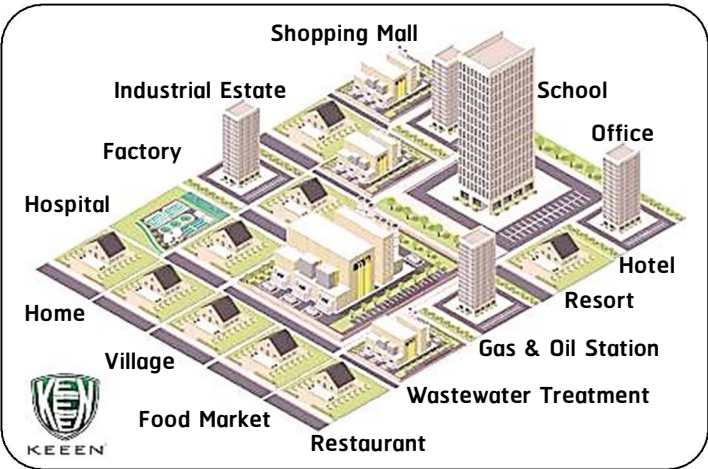 Shopping Mall
Industrial Estate
School
Office
Factory
Hospital
Hotel
Resort
Home
Gas & Oil Station
Village
Wastewater Treatment
Food Market
Restaurant
KEEN
KEEEN